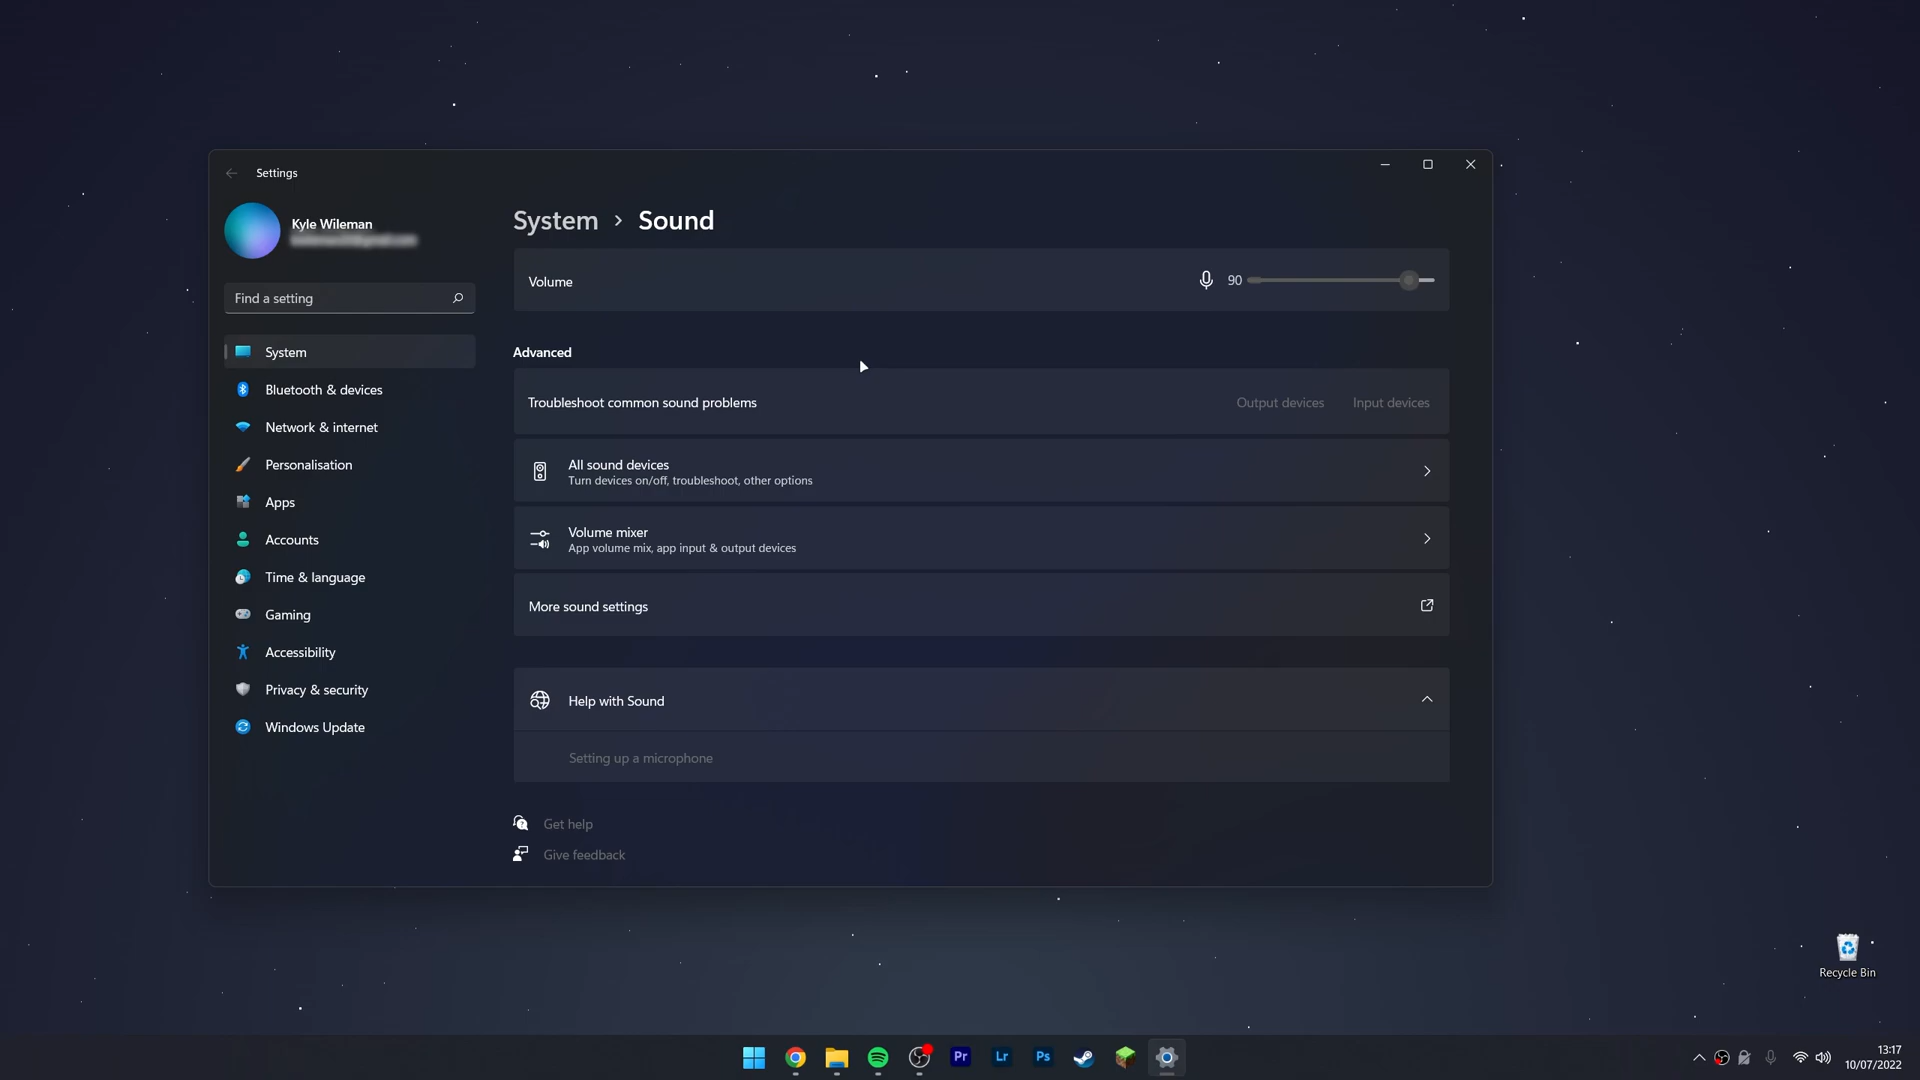 Settings
Kyle Wileman
Find a setting
System
Bluetooth & devices
Network & internet
Personalisation
Apps
Accounts
Time & language
Gaming
Accessibility
Privacy & security
Windows Update
System › Sound
Volume 90
Advanced
Troubleshoot common sound problems Output devices Input devices
All sound devices
Turn devices on/off, troubleshoot, other options
Volume mixer
App volume mix, app input & output devices
More sound settings
Help with Sound
Setting up a microphone
Get help
Give feedback
Recycle Bin
Pr Lr Ps
13:17
10/07/2022